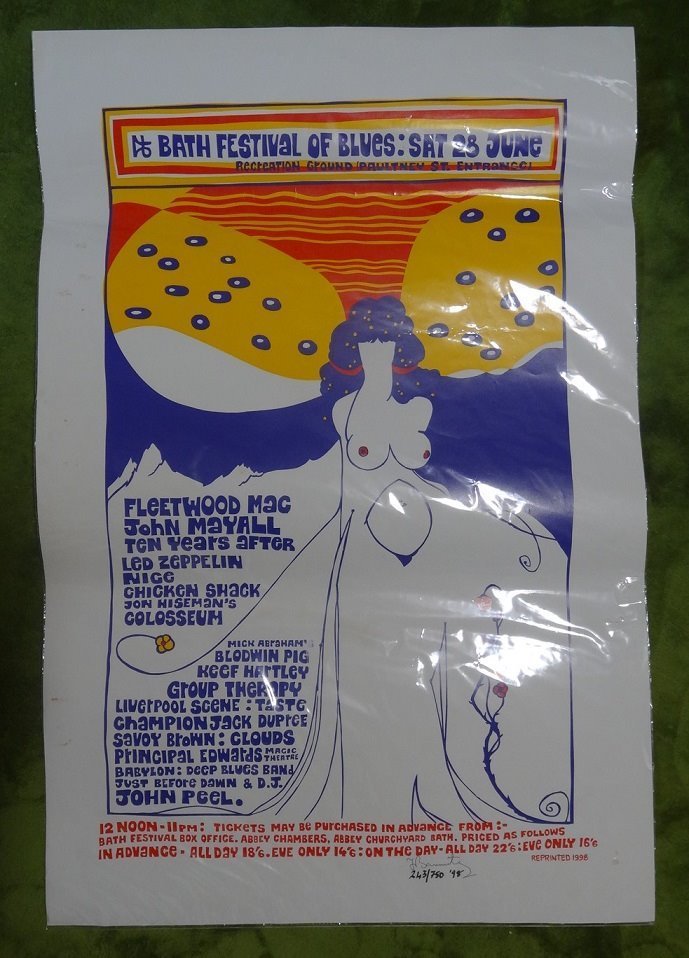 BATH FESTIVAL OF BLUES: SAT 28 JUNE
RECREATION GROUND (PAULTNEY ST. ENTRANCE)
FLEETWOOD MAC
JOHN MAYALL
TEN YEARS AFTER
LED ZEPPELIN
NICE
CHICKEN SHACK
JON HISEMAN'S
COLOSSEUM
MICK ABRAHAM'S
BLODWIN PIG
KEEF HARTLEY
GROUP THERAPY
LIVERPOOL SCENE: TASTE
CHAMPION JACK DUPREE
SAVOY BROWN: CLOUDS
PRINCIPAL EDWARDS MAGIC THEATRE
BABYLON: DEEP BLUES BAND
JUST BEFORE DAWN & D.J.
JOHN PEEL.
12 NOON-11PM: TICKETS MAY BE PURCHASED IN ADVANCE FROM:-
BATH FESTIVAL BOX OFFICE. ABBEY CHAMBERS, ABBEY CHURCHYARD BATH. PRICED AS FOLLOWS
IN ADVANCE - ALL DAY 18'6. EVE ONLY 14'6: ON THE DAY - ALL DAY 22'6: EVE ONLY 16'6
REPRINTED 1998
243/750 '98